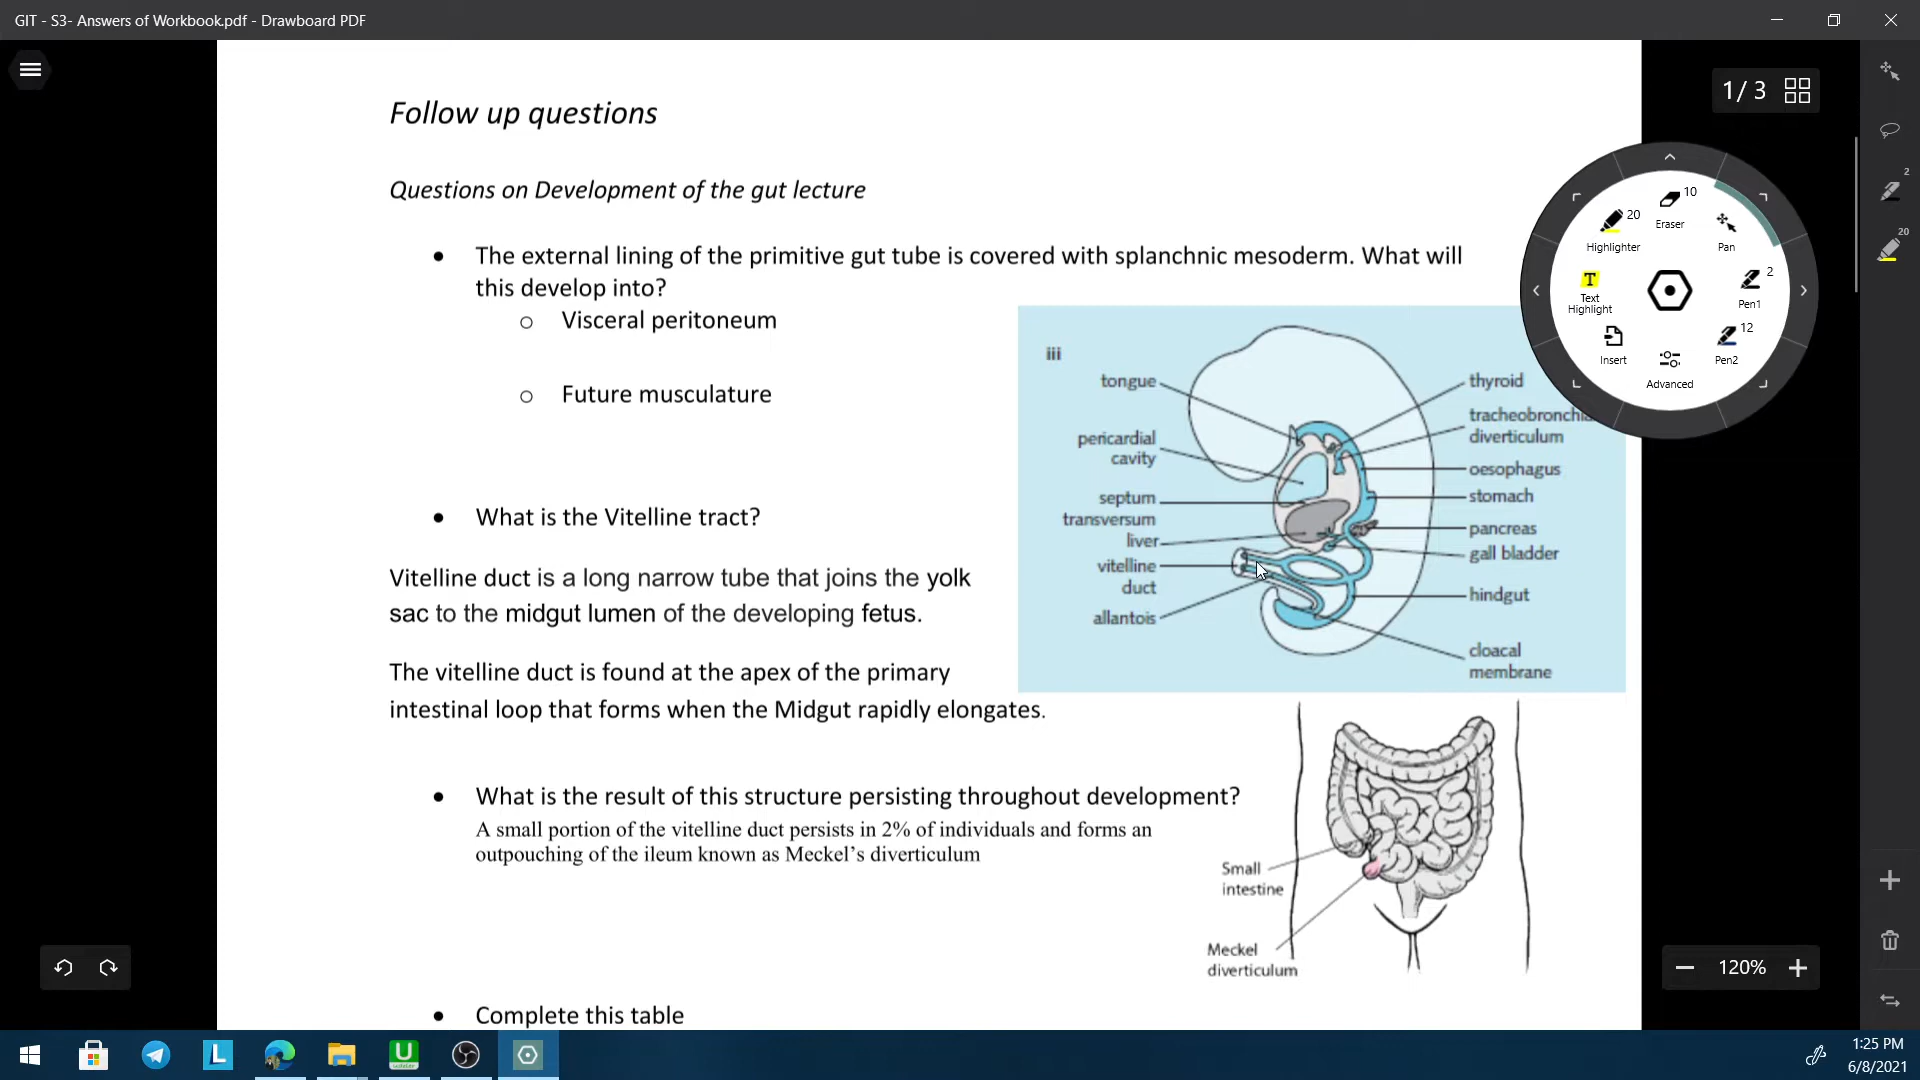 GIT - S3- Answers of Workbook.pdf - Drawboard PDF
1 / 3
Follow up questions
Questions on Development of the gut lecture
• The external lining of the primitive gut tube is covered with splanchnic mesoderm. What will
this develop into?
o Visceral peritoneum
o Future musculature
• What is the Vitelline tract?
Vitelline duct is a long narrow tube that joins the yolk
sac to the midgut lumen of the developing fetus.
The vitelline duct is found at the apex of the primary
intestinal loop that forms when the Midgut rapidly elongates.
• What is the result of this structure persisting throughout development?
A small portion of the vitelline duct persists in 2% of individuals and forms an
outpouching of the ileum known as Meckel's diverticulum
• Complete this table
iii
tongue
pericardial
cavity
septum
transversum
liver
vitelline
duct
allantois
thyroid
diverticulum
oesophagus
stomach
pancreas
gall bladder
hindgut
cloacal
membrane
Small
intestine
Meckel
diverticulum
10
Eraser
20
Highlighter
Pan
T
Text
Highlight
2
Pen1
Insert
12
Pen2
Advanced
2
20
120%
L
U
1:25 PM
6/8/2021